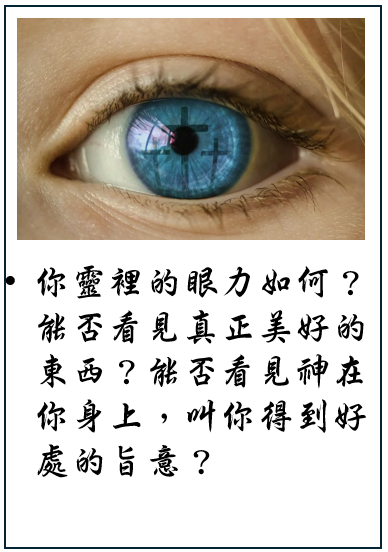 • 你靈裡的眼力如何？
能否看見真正美好的
東西？能否看見神在
你身上，叫你得到好
處的旨意？